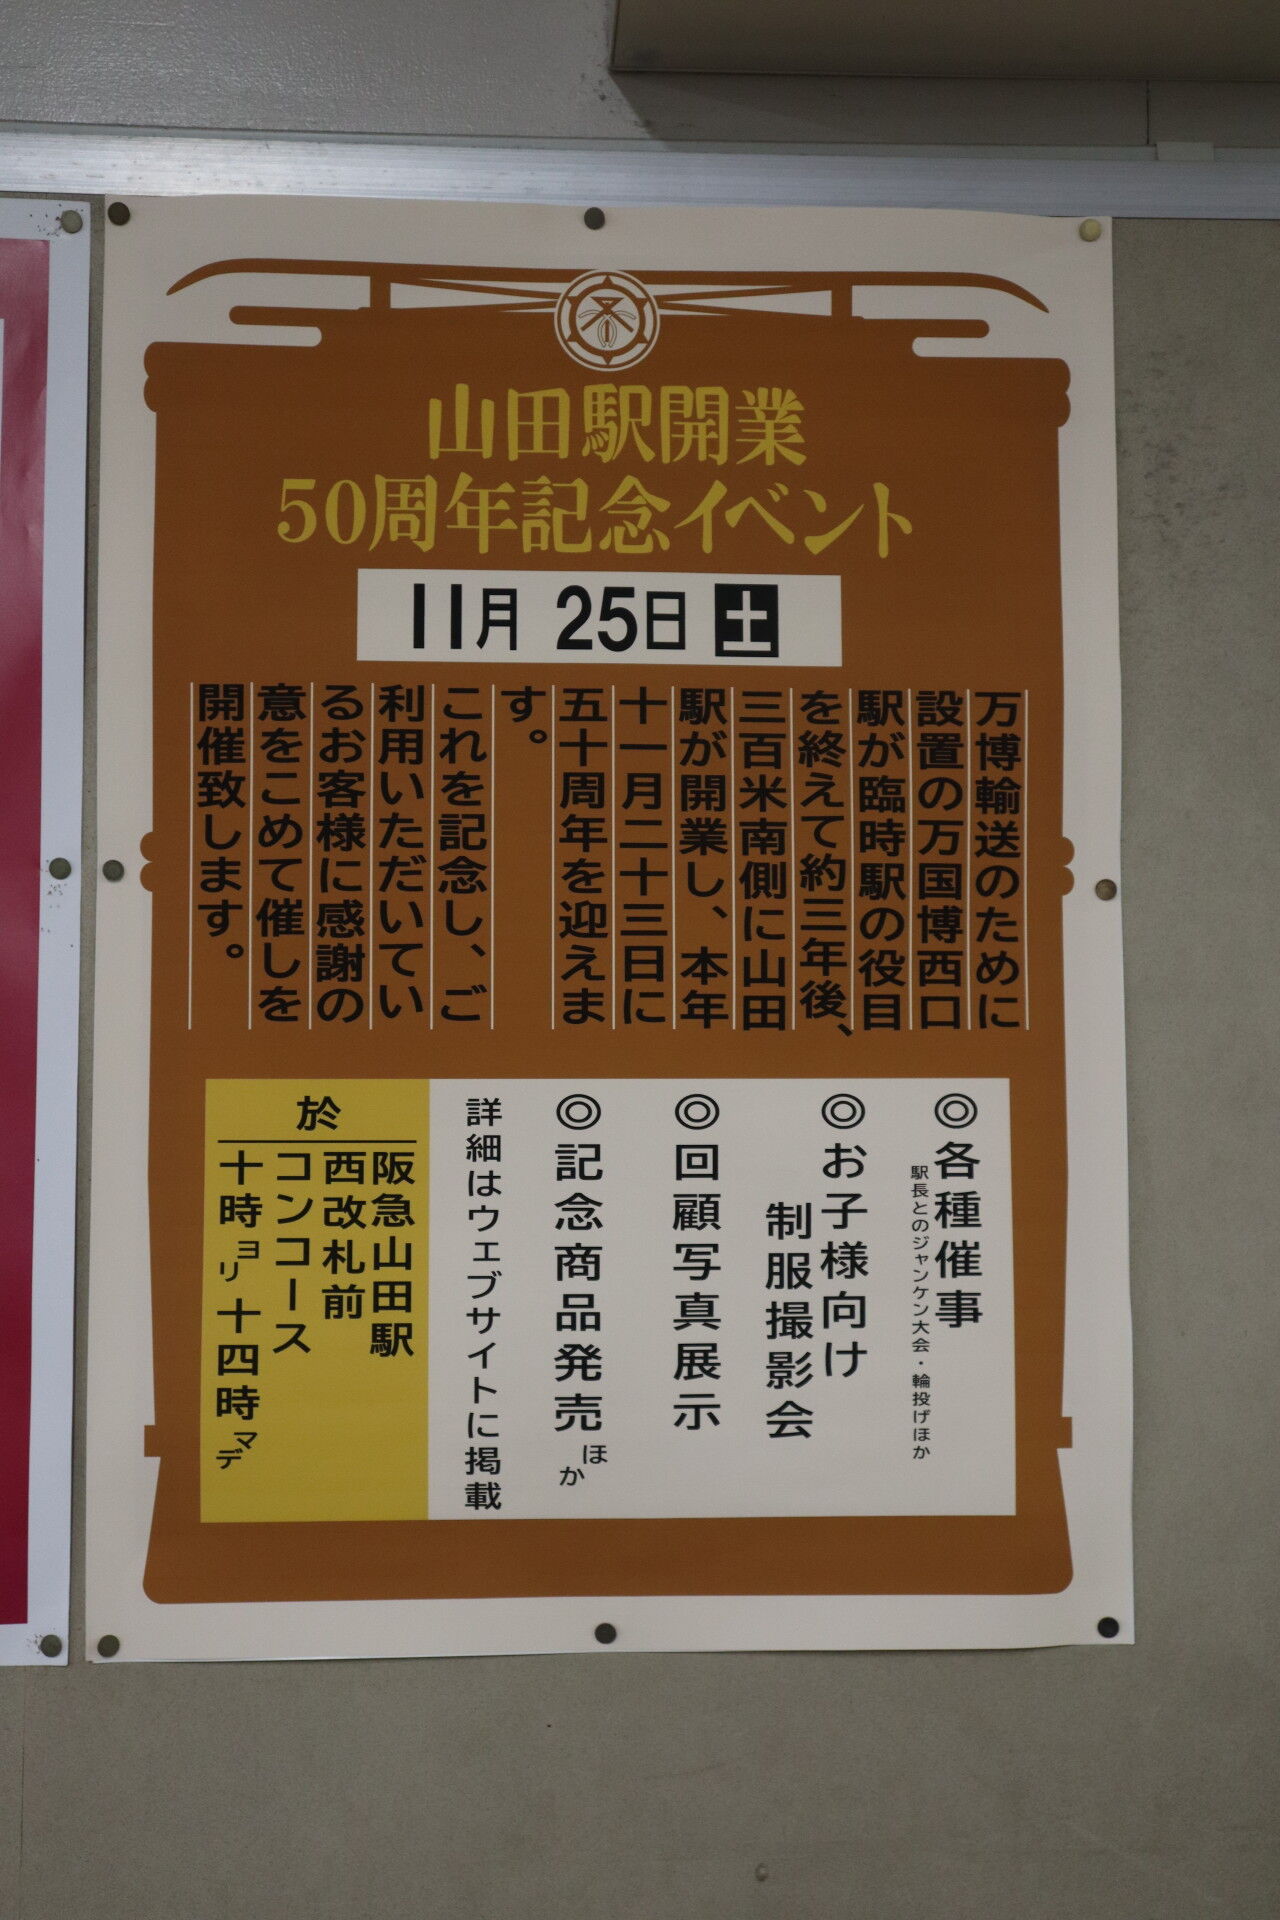 山田駅開業
50周年記念イベント
11月 25日 土
万博輸送のために
設置の万国博西口
駅が臨時駅の役目
を終えて約三年後、
三百米南側に山田
駅が開業し、本年
十一月二十三日に
五十周年を迎えま
す。
これを記念し、ご
利用いただいてい
るお客様に感謝の
意をこめて催しを
開催致します。
◎各種催事
駅長とのジャンケン大会・輪投げほか
◎お子様向け
制服撮影会
◎回顧写真展示
◎記念商品発売ほか
詳細はウェブサイトに掲載
於
阪急山田駅
西改札前
コンコース
十時ヨリ十四時マデ